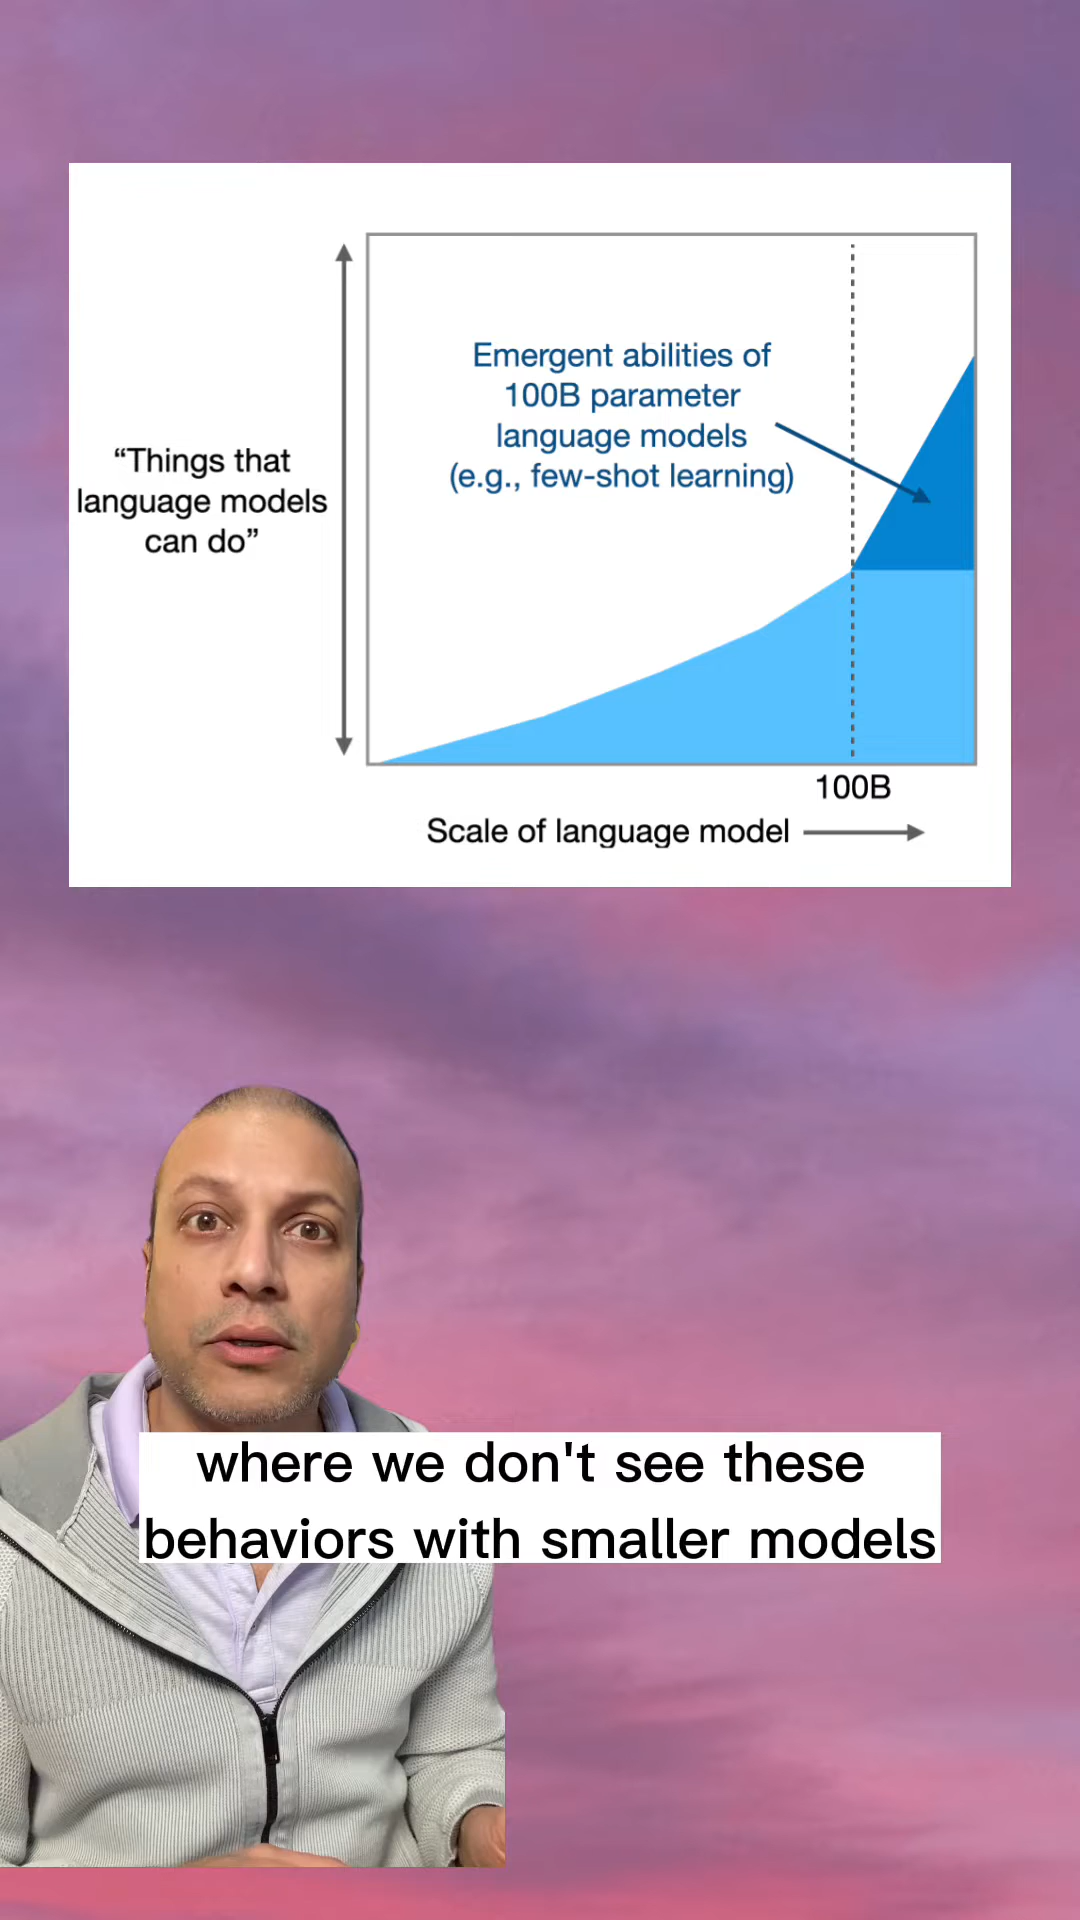 Emergent abilities of
100B parameter
language models
(e.g., few-shot learning)
“Things that
language models
can do”
100B
Scale of language model
where we don't see these
behaviors with smaller models